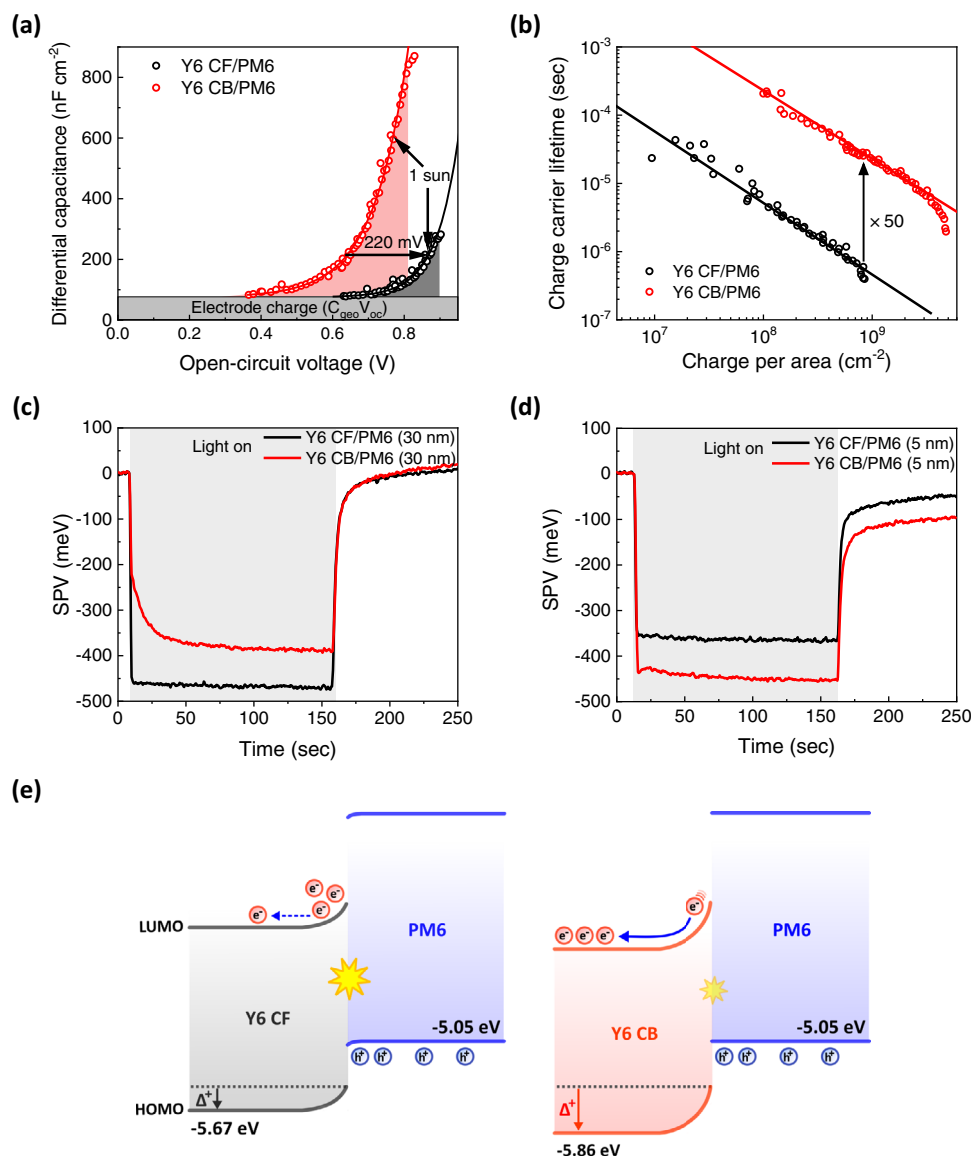 (a)
Differential capacitance (nF cm-2)
800
600
400
200
0
Y6 CF/PM6
Y6 CB/PM6
1 sun
220 mV
Electrode charge (CgeoVoc)
0.0 0.2 0.4 0.6 0.8
Open-circuit voltage (V)
(b)
Charge carrier lifetime (sec)
10-3
10-4
10-5
10-6
10-7
× 50
Y6 CF/PM6
Y6 CB/PM6
107 108 109
Charge per area (cm-2)
(c)
SPV (meV)
100
0
-100
-200
-300
-400
-500
Light on
Y6 CF/PM6 (30 nm)
Y6 CB/PM6 (30 nm)
0 50 100 150 200 250
Time (sec)
(d)
SPV (meV)
100
0
-100
-200
-300
-400
-500
Light on
Y6 CF/PM6 (5 nm)
Y6 CB/PM6 (5 nm)
0 50 100 150 200 250
Time (sec)
(e)
e- e-
e- e-
LUMO
PM6
Y6 CF
-5.05 eV
h+ h+ h+ h+
Δ+
HOMO
-5.67 eV
e-
e- e- e-
PM6
Y6 CB
-5.05 eV
h+ h+ h+ h+
Δ+
-5.86 eV